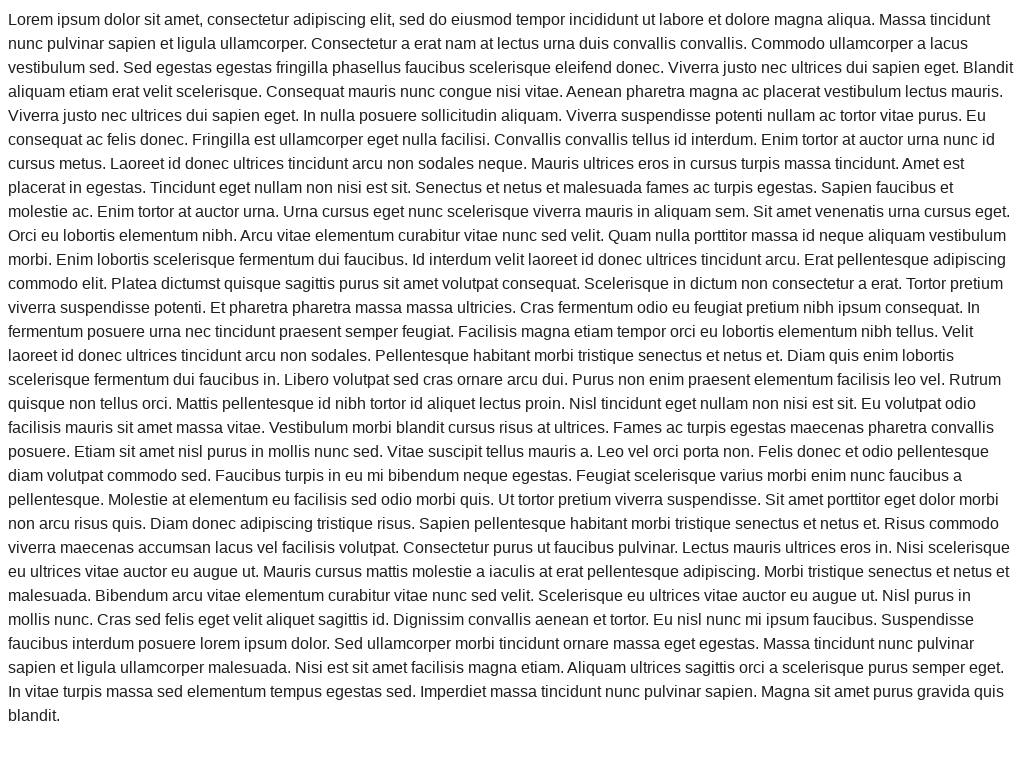 Lorem ipsum dolor sit amet, consectetur adipiscing elit, sed do eiusmod tempor incididunt ut labore et dolore magna aliqua. Massa tincidunt
nunc pulvinar sapien et ligula ullamcorper. Consectetur a erat nam at lectus urna duis convallis convallis. Commodo ullamcorper a lacus
vestibulum sed. Sed egestas egestas fringilla phasellus faucibus scelerisque eleifend donec. Viverra justo nec ultrices dui sapien eget. Blandit
aliquam etiam erat velit scelerisque. Consequat mauris nunc congue nisi vitae. Aenean pharetra magna ac placerat vestibulum lectus mauris.
Viverra justo nec ultrices dui sapien eget. In nulla posuere sollicitudin aliquam. Viverra suspendisse potenti nullam ac tortor vitae purus. Eu
consequat ac felis donec. Fringilla est ullamcorper eget nulla facilisi. Convallis convallis tellus id interdum. Enim tortor at auctor urna nunc id
cursus metus. Laoreet id donec ultrices tincidunt arcu non sodales neque. Mauris ultrices eros in cursus turpis massa tincidunt. Amet est
placerat in egestas. Tincidunt eget nullam non nisi est sit. Senectus et netus et malesuada fames ac turpis egestas. Sapien faucibus et
molestie ac. Enim tortor at auctor urna. Urna cursus eget nunc scelerisque viverra mauris in aliquam sem. Sit amet venenatis urna cursus eget.
Orci eu lobortis elementum nibh. Arcu vitae elementum curabitur vitae nunc sed velit. Quam nulla porttitor massa id neque aliquam vestibulum
morbi. Enim lobortis scelerisque fermentum dui faucibus. Id interdum velit laoreet id donec ultrices tincidunt arcu. Erat pellentesque adipiscing
commodo elit. Platea dictumst quisque sagittis purus sit amet volutpat consequat. Scelerisque in dictum non consectetur a erat. Tortor pretium
viverra suspendisse potenti. Et pharetra pharetra massa massa ultricies. Cras fermentum odio eu feugiat pretium nibh ipsum consequat. In
fermentum posuere urna nec tincidunt praesent semper feugiat. Facilisis magna etiam tempor orci eu lobortis elementum nibh tellus. Velit
laoreet id donec ultrices tincidunt arcu non sodales. Pellentesque habitant morbi tristique senectus et netus et. Diam quis enim lobortis
scelerisque fermentum dui faucibus in. Libero volutpat sed cras ornare arcu dui. Purus non enim praesent elementum facilisis leo vel. Rutrum
quisque non tellus orci. Mattis pellentesque id nibh tortor id aliquet lectus proin. Nisl tincidunt eget nullam non nisi est sit. Eu volutpat odio
facilisis mauris sit amet massa vitae. Vestibulum morbi blandit cursus risus at ultrices. Fames ac turpis egestas maecenas pharetra convallis
posuere. Etiam sit amet nisl purus in mollis nunc sed. Vitae suscipit tellus mauris a. Leo vel orci porta non. Felis donec et odio pellentesque
diam volutpat commodo sed. Faucibus turpis in eu mi bibendum neque egestas. Feugiat scelerisque varius morbi enim nunc faucibus a
pellentesque. Molestie at elementum eu facilisis sed odio morbi quis. Ut tortor pretium viverra suspendisse. Sit amet porttitor eget dolor morbi
non arcu risus quis. Diam donec adipiscing tristique risus. Sapien pellentesque habitant morbi tristique senectus et netus et. Risus commodo
viverra maecenas accumsan lacus vel facilisis volutpat. Consectetur purus ut faucibus pulvinar. Lectus mauris ultrices eros in. Nisi scelerisque
eu ultrices vitae auctor eu augue ut. Mauris cursus mattis molestie a iaculis at erat pellentesque adipiscing. Morbi tristique senectus et netus et
malesuada. Bibendum arcu vitae elementum curabitur vitae nunc sed velit. Scelerisque eu ultrices vitae auctor eu augue ut. Nisl purus in
mollis nunc. Cras sed felis eget velit aliquet sagittis id. Dignissim convallis aenean et tortor. Eu nisl nunc mi ipsum faucibus. Suspendisse
faucibus interdum posuere lorem ipsum dolor. Sed ullamcorper morbi tincidunt ornare massa eget egestas. Massa tincidunt nunc pulvinar
sapien et ligula ullamcorper malesuada. Nisi est sit amet facilisis magna etiam. Aliquam ultrices sagittis orci a scelerisque purus semper eget.
In vitae turpis massa sed elementum tempus egestas sed. Imperdiet massa tincidunt nunc pulvinar sapien. Magna sit amet purus gravida quis
blandit.